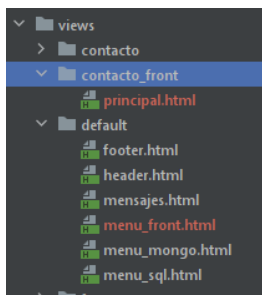 views
contacto
contacto_front
principal.html
default
footer.html
header.html
mensajes.html
menu_front.html
menu_mongo.html
menu_sql.html